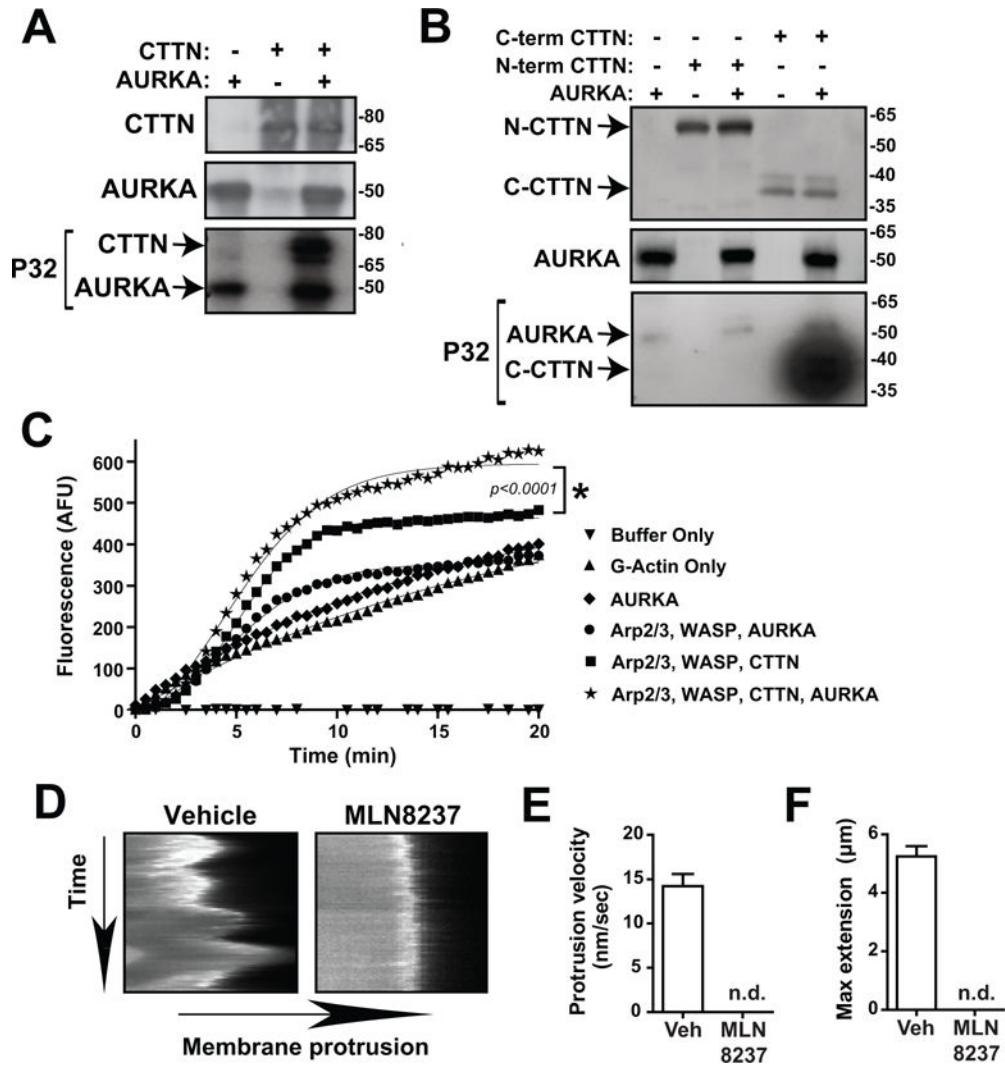 A
CTTN: - + +
AURKA: + - +
CTTN
-80
-65
AURKA
-50
P32
CTTN
AURKA
-80
-65
-50
B
C-term CTTN: - - - + +
N-term CTTN: - + + - -
AURKA: + - + - +
N-CTTN
C-CTTN
-65
-50
-40
-35
AURKA
-65
-50
P32
AURKA
C-CTTN
-65
-50
-40
-35
C
Fluorescence (AFU)
600
500
400
300
200
100
0
0 5 10 15 20
Time (min)
p<0.0001
*
Buffer Only
G-Actin Only
AURKA
Arp2/3, WASP, AURKA
Arp2/3, WASP, CTTN
Arp2/3, WASP, CTTN, AURKA
D
Vehicle MLN8237
Time
Membrane protrusion
E
Protrusion velocity
(nm/sec)
20
15
10
5
0
n.d.
Veh MLN
8237
F
Max extension (µm)
6
4
2
0
n.d.
Veh MLN
8237